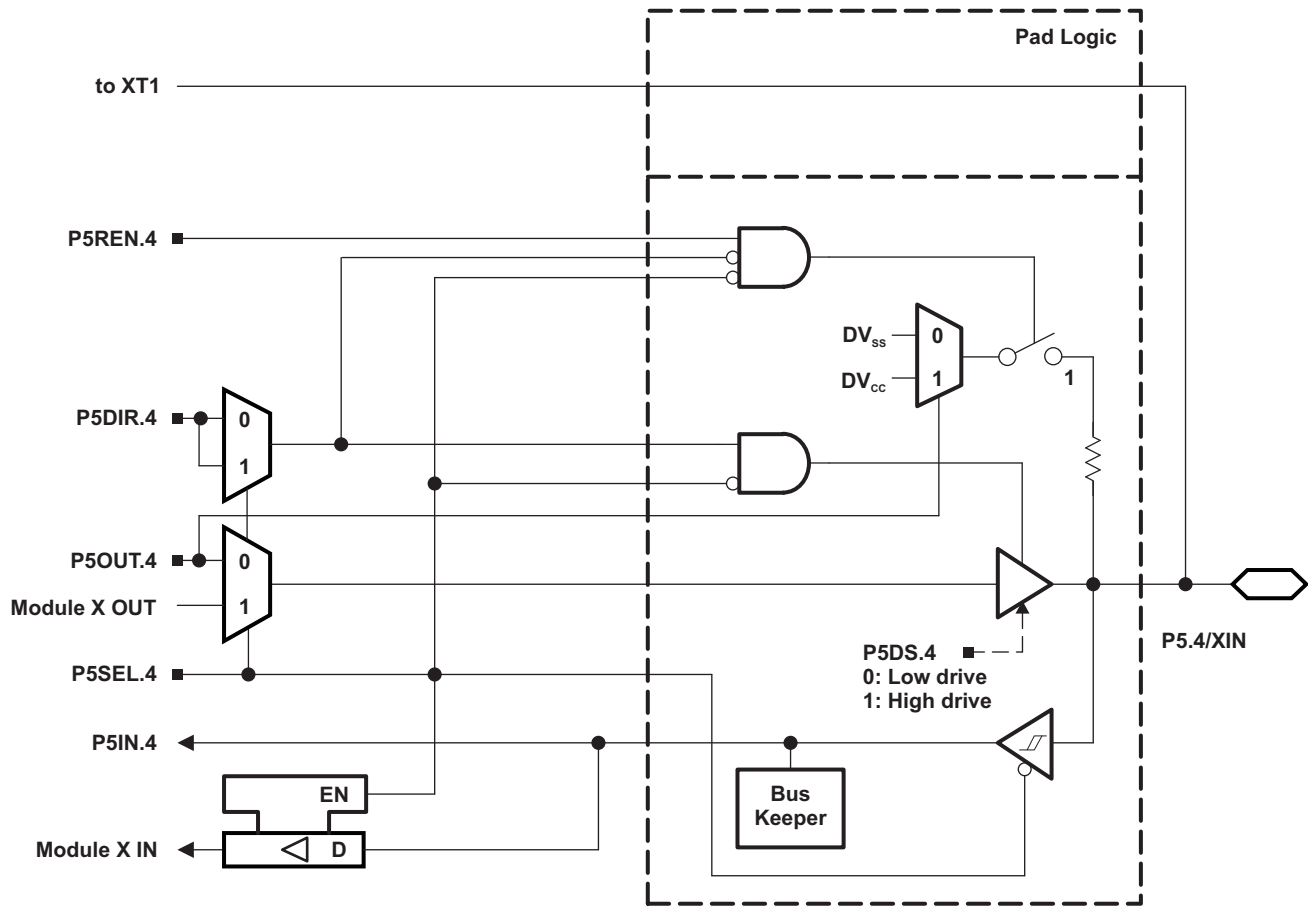 Pad Logic
to XT1
P5REN.4
DVSS
0
DVCC
1
1
P5DIR.4
0
1
P5OUT.4
0
Module X OUT
1
P5DS.4
0: Low drive
1: High drive
P5.4/XIN
P5SEL.4
P5IN.4
EN
Bus
Keeper
Module X IN
D